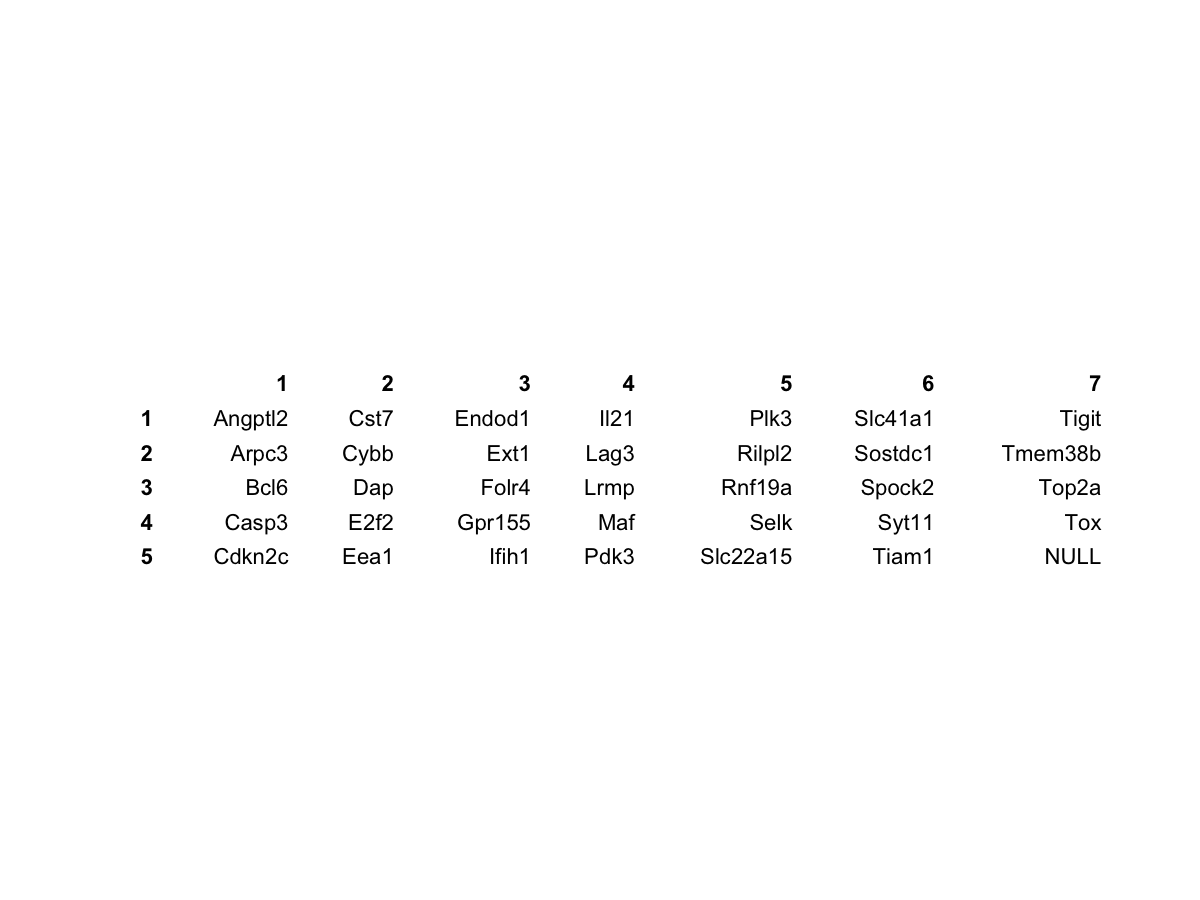 1 2 3 4 5 6 7
1 Angptl2 Cst7 Endod1 Il21 Plk3 Slc41a1 Tigit
2 Arpc3 Cybb Ext1 Lag3 Rilpl2 Sostdc1 Tmem38b
3 Bcl6 Dap Folr4 Lrmp Rnf19a Spock2 Top2a
4 Casp3 E2f2 Gpr155 Maf Selk Syt11 Tox
5 Cdkn2c Eea1 Ifih1 Pdk3 Slc22a15 Tiam1 NULL